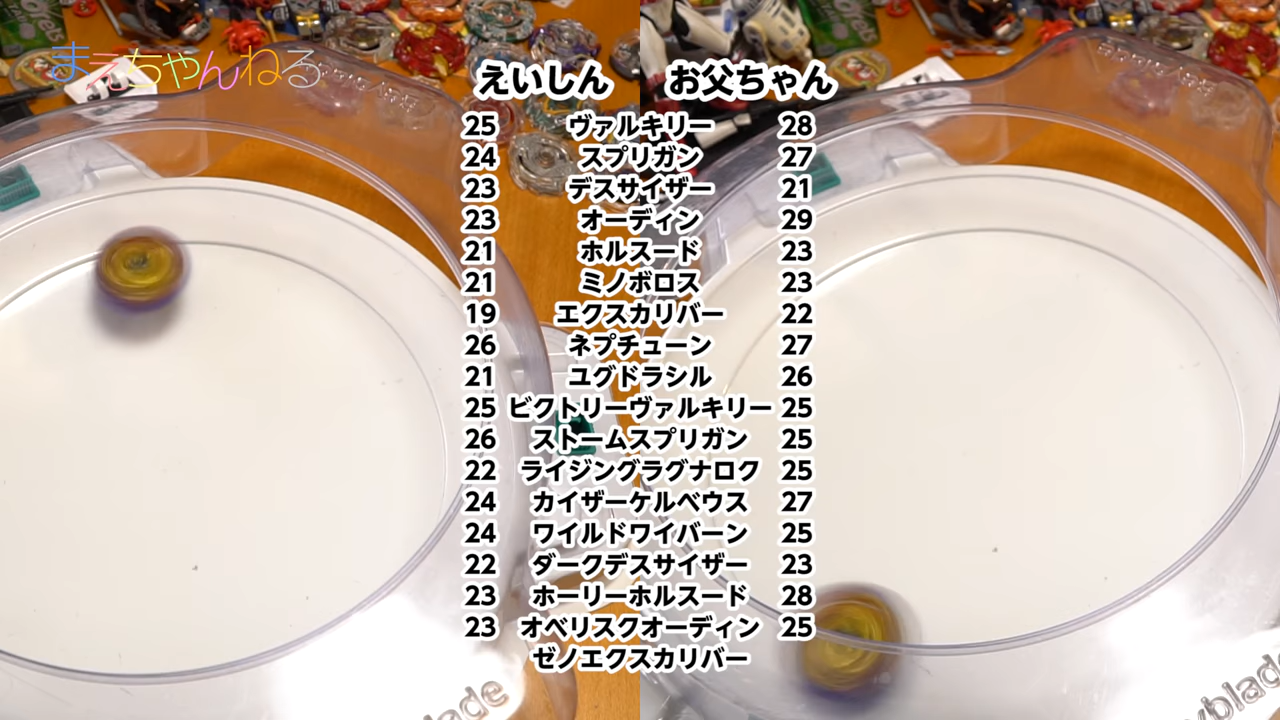 まえちゃんねる
えいしん お父ちゃん
25 ヴァルキリー 28
24 スプリガン 27
23 デスサイザー 21
23 オーディン 29
21 ホルスード 23
21 ミノボロス 23
19 エクスカリバー 22
26 ネプチューン 27
21 ユグドラシル 26
25 ビクトリーヴァルキリー 25
26 ストームスプリガン 25
22 ライジングラグナロク 25
24 カイザーケルベウス 27
24 ワイルドワイバーン 25
22 ダークデスサイザー 23
23 ホーリーホルスード 28
23 オベリスクオーディン 25
ゼノエクスカリバー
lade
yblade